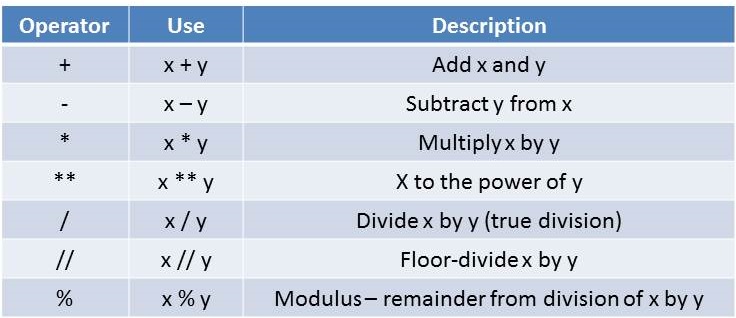 Operator Use Description
+ x + y Add x and y
- x – y Subtract y from x
* x * y Multiply x by y
** x ** y X to the power of y
/ x / y Divide x by y (true division)
// x // y Floor-divide x by y
% x % y Modulus – remainder from division of x by y